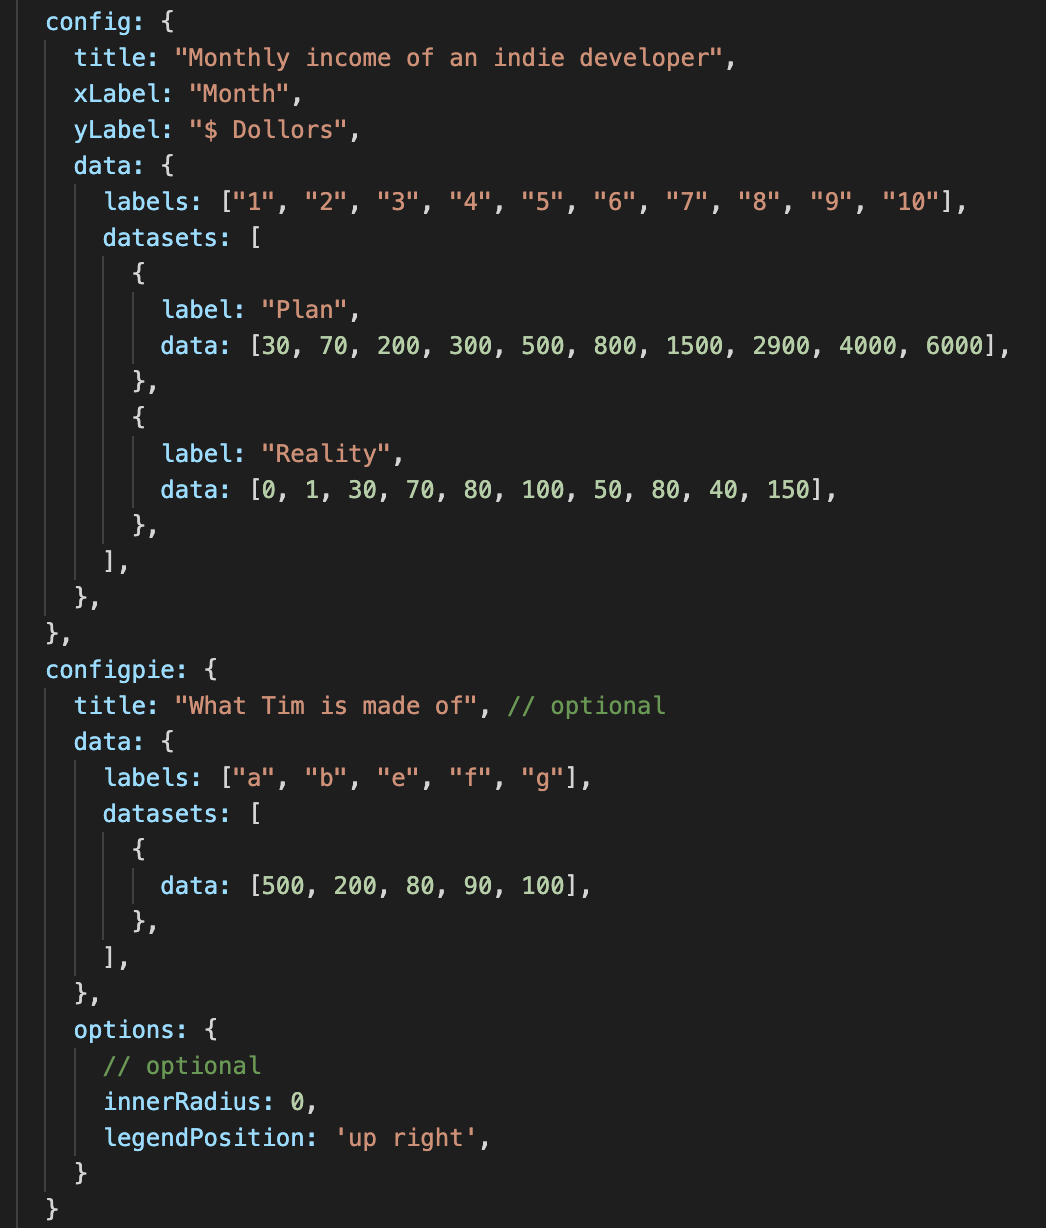 config: {
title: "Monthly income of an indie developer",
xLabel: "Month",
yLabel: "$ Dollors",
data: {
labels: ["1", "2", "3", "4", "5", "6", "7", "8", "9", "10"],
datasets: [
{
label: "Plan",
data: [30, 70, 200, 300, 500, 800, 1500, 2900, 4000, 6000],
},
{
label: "Reality",
data: [0, 1, 30, 70, 80, 100, 50, 80, 40, 150],
},
],
},
},
configpie: {
title: "What Tim is made of", // optional
data: {
labels: ["a", "b", "e", "f", "g"],
datasets: [
{
data: [500, 200, 80, 90, 100],
},
],
},
options: {
// optional
innerRadius: 0,
legendPosition: 'up right',
}
}